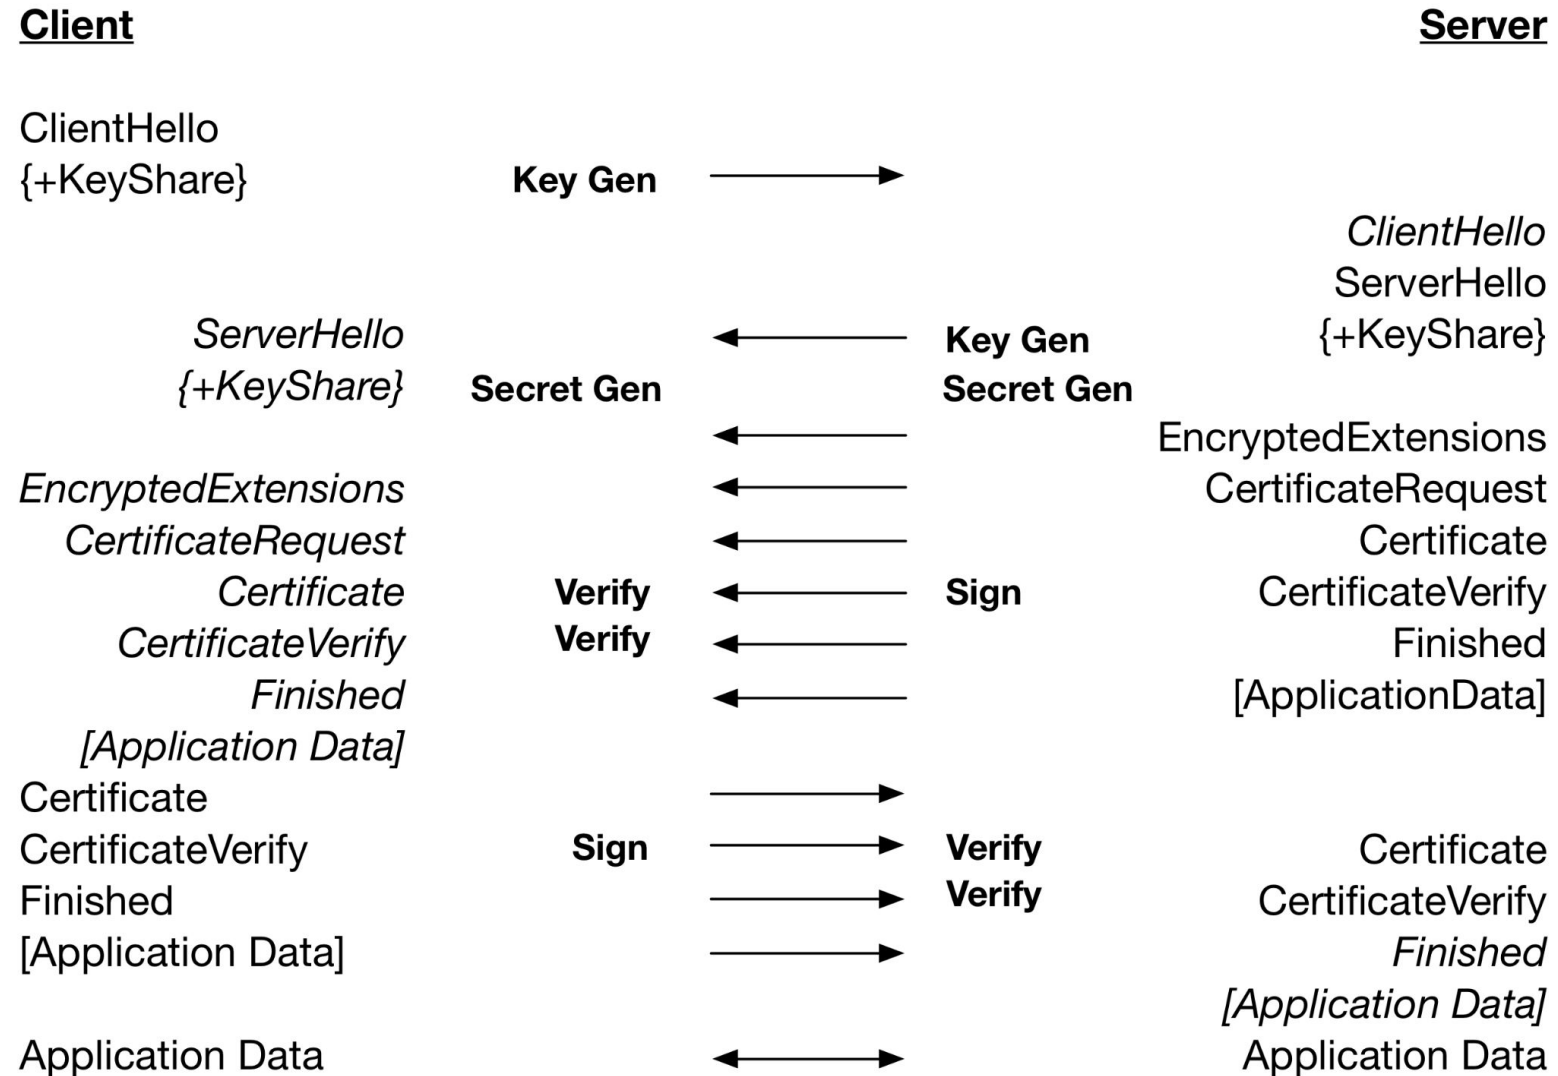 Client Server
ClientHello
{+KeyShare} Key Gen
ClientHello
ServerHello
ServerHello Key Gen {+KeyShare}
{+KeyShare} Secret Gen Secret Gen
EncryptedExtensions
EncryptedExtensions CertificateRequest
CertificateRequest Certificate
Certificate Verify Sign CertificateVerify
CertificateVerify Verify Finished
Finished [ApplicationData]
[Application Data]
Certificate
CertificateVerify Sign Verify Certificate
Finished Verify CertificateVerify
[Application Data] Finished
[Application Data]
Application Data Application Data